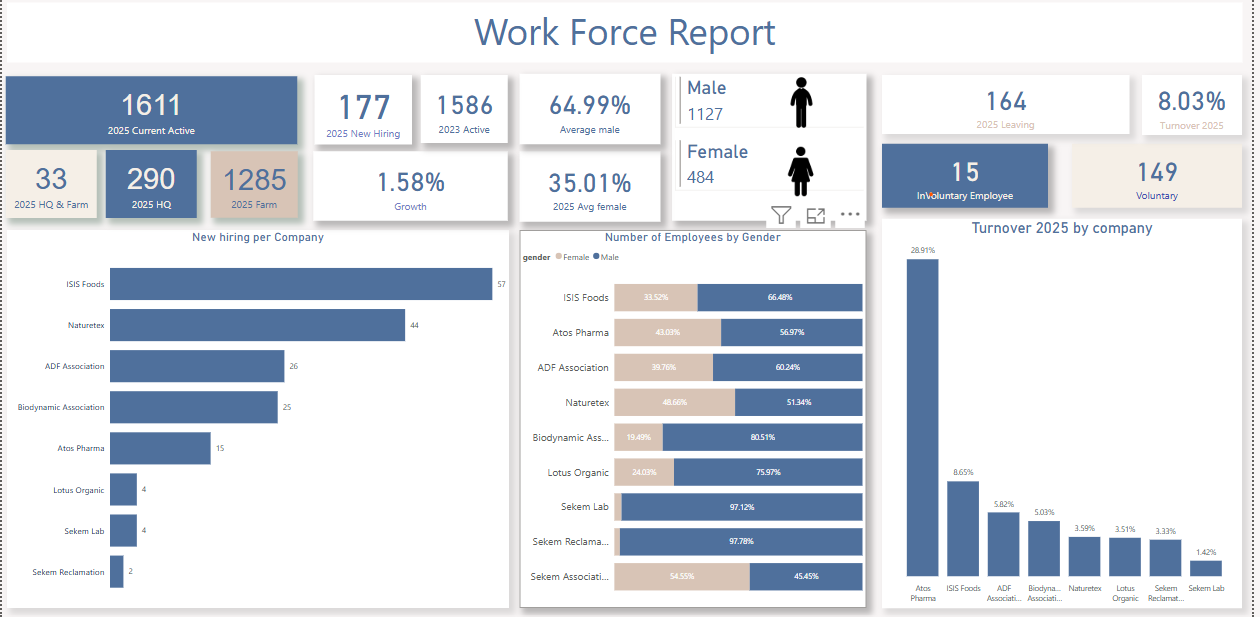 Work Force Report
1611
2025 Current Active
177
2025 New Hiring
1586
2023 Active
64.99%
Average male
Male
1127
Female
484
164
2025 Leaving
8.03%
Turnover 2025
33
2025 HQ & Farm
290
2025 HQ
1285
2025 Farm
1.58%
Growth
35.01%
2025 Avg female
15
InVoluntary Employee
149
Voluntary
New hiring per Company
ISIS Foods 57
Naturetex 44
ADF Association 26
Biodynamic Association 25
Atos Pharma 15
Lotus Organic 4
Sekem Lab 4
Sekem Reclamation 2
Number of Employees by Gender
gender Female Male
ISIS Foods 33.52% 66.48%
Atos Pharma 43.03% 56.97%
ADF Association 39.76% 60.24%
Naturetex 48.66% 51.34%
Biodynamic Ass... 19.49% 80.51%
Lotus Organic 24.03% 75.97%
Sekem Lab 97.12%
Sekem Reclama... 97.78%
Sekem Associati... 54.55% 45.45%
Turnover 2025 by company
28.91%
8.65%
5.82%
5.03%
3.59%
3.51%
3.33%
1.42%
Atos Pharma
ISIS Foods
ADF Associati...
Biodyna... Associati...
Naturetex
Lotus Organic
Sekem Reclamat...
Sekem Lab